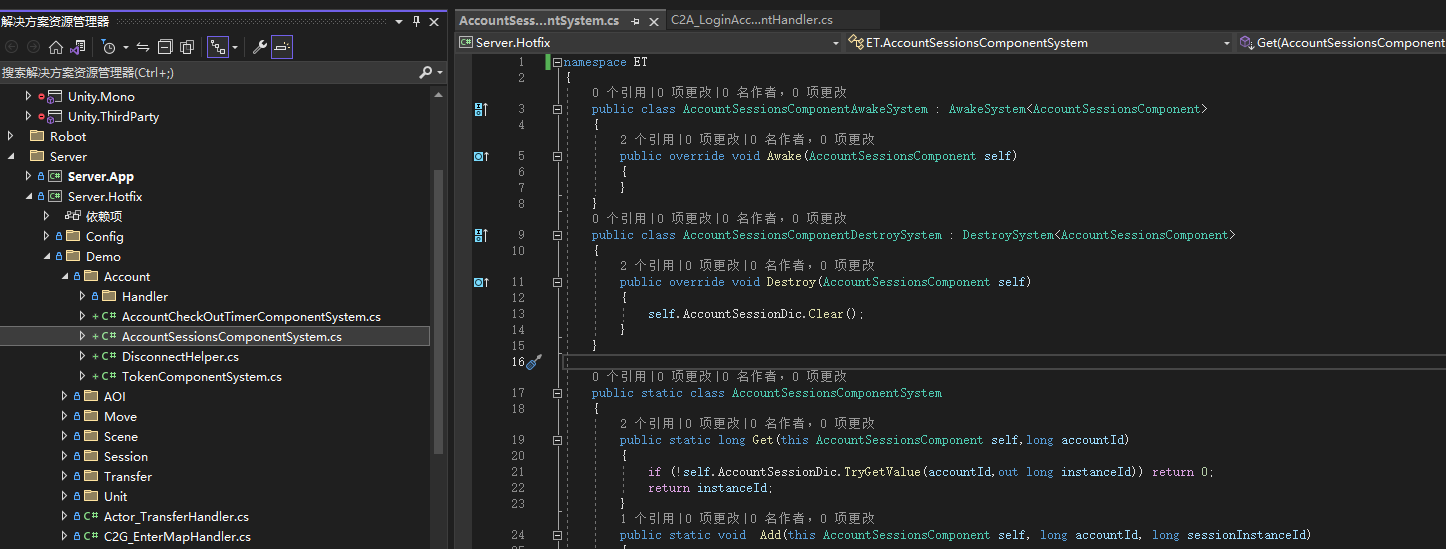 解决方案资源管理器
搜索解决方案资源管理器(Ctrl+;)
Unity.Mono
Unity.ThirdParty
Robot
Server
Server.App
Server.Hotfix
依赖项
Config
Demo
Account
Handler
AccountCheckOutTimerComponentSystem.cs
AccountSessionsComponentSystem.cs
DisconnectHelper.cs
TokenComponentSystem.cs
AOI
Move
Scene
Session
Transfer
Unit
Actor_TransferHandler.cs
C2G_EnterMapHandler.cs
AccountSess...ntSystem.cs
C2A_LoginAcc...ntHandler.cs
Server.Hotfix
ET.AccountSessionsComponentSystem
Get(AccountSessionsComponent
1 namespace ET
2 {
0 个引用|0 项更改|0 名作者，0 项更改
3 public class AccountSessionsComponentAwakeSystem : AwakeSystem<AccountSessionsComponent>
4 {
2 个引用|0 项更改|0 名作者，0 项更改
5 public override void Awake(AccountSessionsComponent self)
6 {
7 }
8 }
0 个引用|0 项更改|0 名作者，0 项更改
9 public class AccountSessionsComponentDestroySystem : DestroySystem<AccountSessionsComponent>
10 {
2 个引用|0 项更改|0 名作者，0 项更改
11 public override void Destroy(AccountSessionsComponent self)
12 {
13 self.AccountSessionDic.Clear();
14 }
15 }
16
0 个引用|0 项更改|0 名作者，0 项更改
17 public static class AccountSessionsComponentSystem
18 {
2 个引用|0 项更改|0 名作者，0 项更改
19 public static long Get(this AccountSessionsComponent self,long accountId)
20 {
21 if (!self.AccountSessionDic.TryGetValue(accountId,out long instanceId)) return 0;
22 return instanceId;
23 }
1 个引用|0 项更改|0 名作者，0 项更改
24 public static void  Add(this AccountSessionsComponent self, long accountId, long sessionInstanceId)